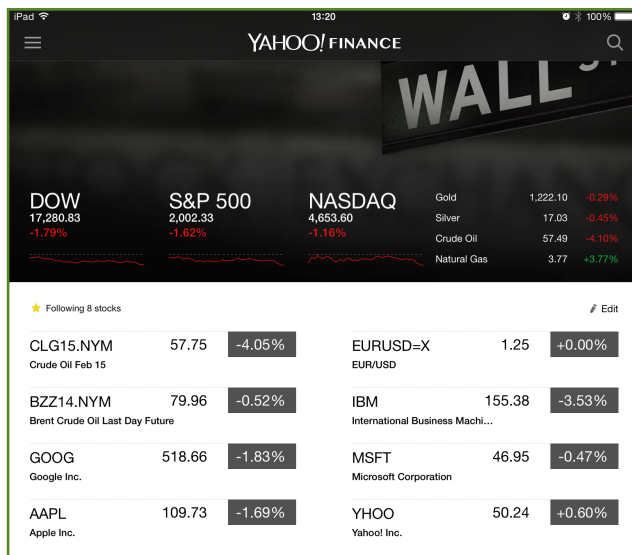 iPad 13:20 100%
YAHOO! FINANCE
WALL ST
DOW
17,280.83
-1.79%
S&P 500
2,002.33
-1.62%
NASDAQ
4,653.60
-1.16%
Gold 1,222.10 -0.29%
Silver 17.03 -0.45%
Crude Oil 57.49 -4.10%
Natural Gas 3.77 +3.77%
Following 8 stocks
Edit
CLG15.NYM 57.75 -4.05%
Crude Oil Feb 15
EURUSD=X 1.25 +0.00%
EUR/USD
BZZ14.NYM 79.96 -0.52%
Brent Crude Oil Last Day Future
IBM 155.38 -3.53%
International Business Machi...
GOOG 518.66 -1.83%
Google Inc.
MSFT 46.95 -0.47%
Microsoft Corporation
AAPL 109.73 -1.69%
Apple Inc.
YHOO 50.24 +0.60%
Yahoo! Inc.